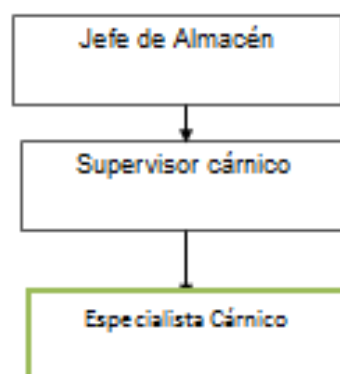 Jefe de Almacén
Supervisor cárnico
Especialista Cárnico